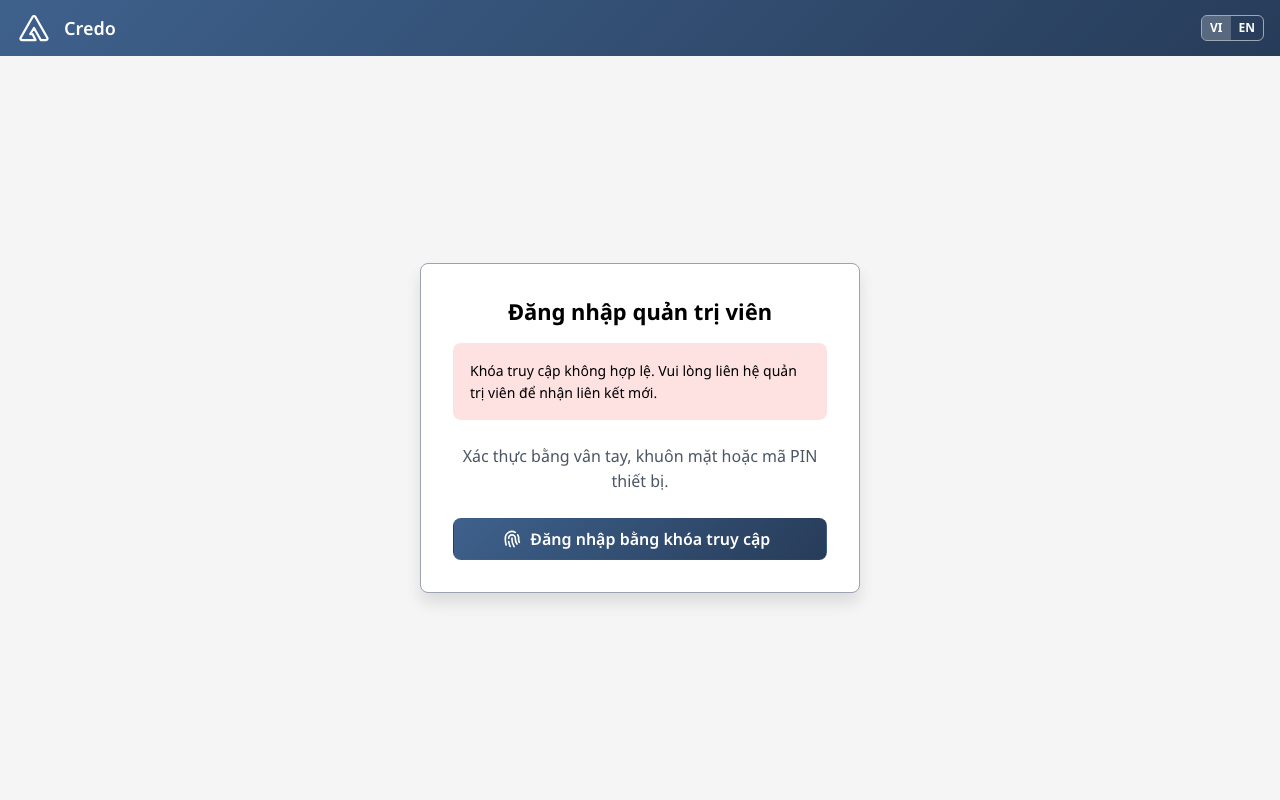 Credo
VI EN
Đăng nhập quản trị viên
Khóa truy cập không hợp lệ. Vui lòng liên hệ quản
trị viên để nhận liên kết mới.
Xác thực bằng vân tay, khuôn mặt hoặc mã PIN
thiết bị.
Đăng nhập bằng khóa truy cập